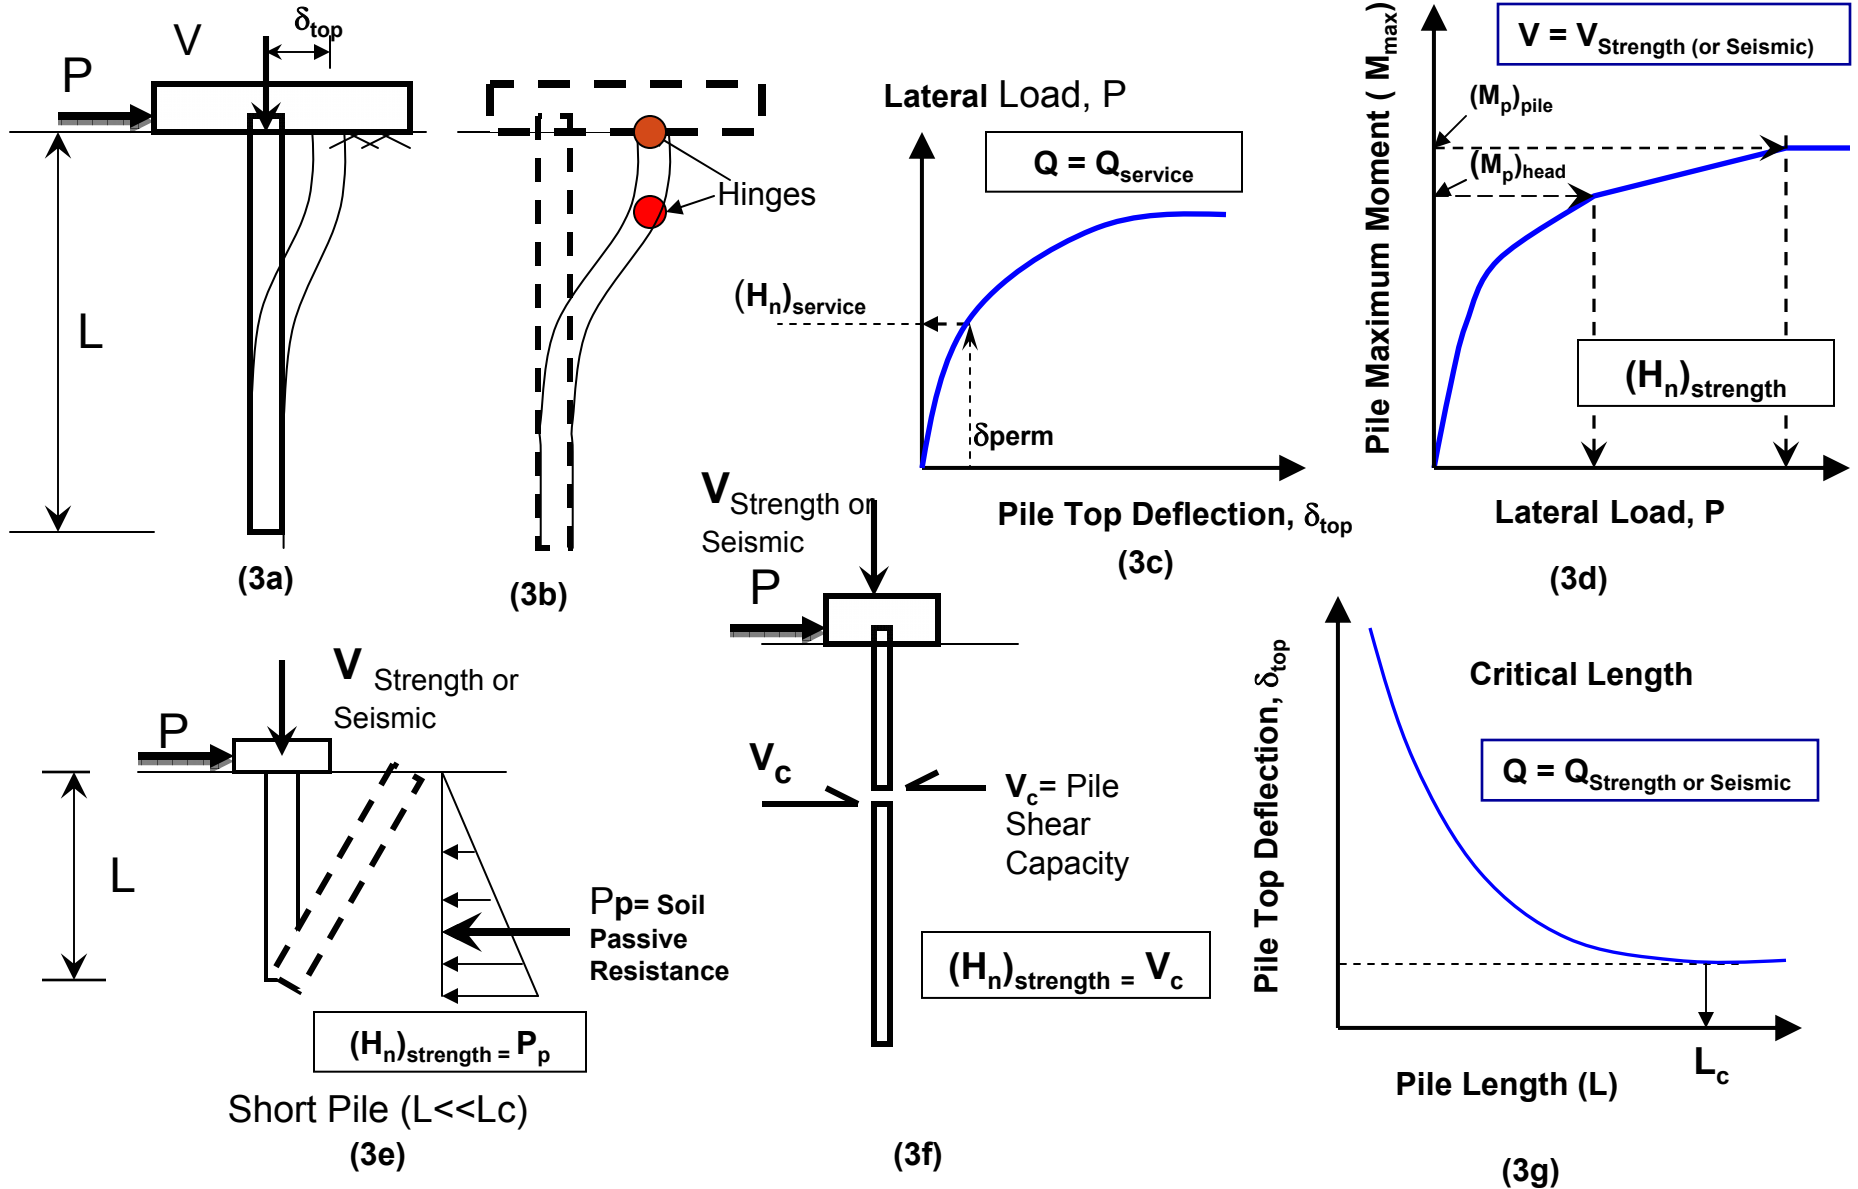 V
δtop
P
L
(3a)
Hinges
(3b)
Lateral Load, P
Q = Qservice
(Hn)service
δperm
Pile Top Deflection, δtop
(3c)
Pile Maximum Moment ( Mmax)
V = VStrength (or Seismic)
(Mp)pile
(Mp)head
(Hn)strength
Lateral Load, P
(3d)
V Strength or
Seismic
P
L
Pp= Soil
Passive
Resistance
(Hn)strength = Pp
Short Pile (L<<Lc)
(3e)
VStrength or
Seismic
P
Vc
Vc= Pile
Shear
Capacity
(Hn)strength = Vc
(3f)
Pile Top Deflection, δtop
Critical Length
Q = QStrength or Seismic
Lc
Pile Length (L)
(3g)